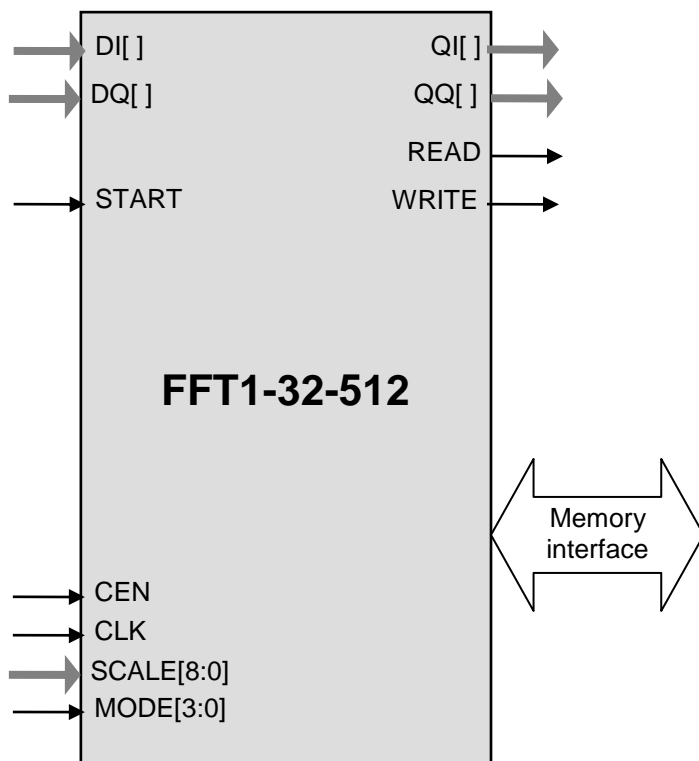 DI[ ] QI[ ]
DQ[ ] QQ[ ]
READ
START WRITE
FFT1-32-512
Memory
interface
CEN
CLK
SCALE[8:0]
MODE[3:0]